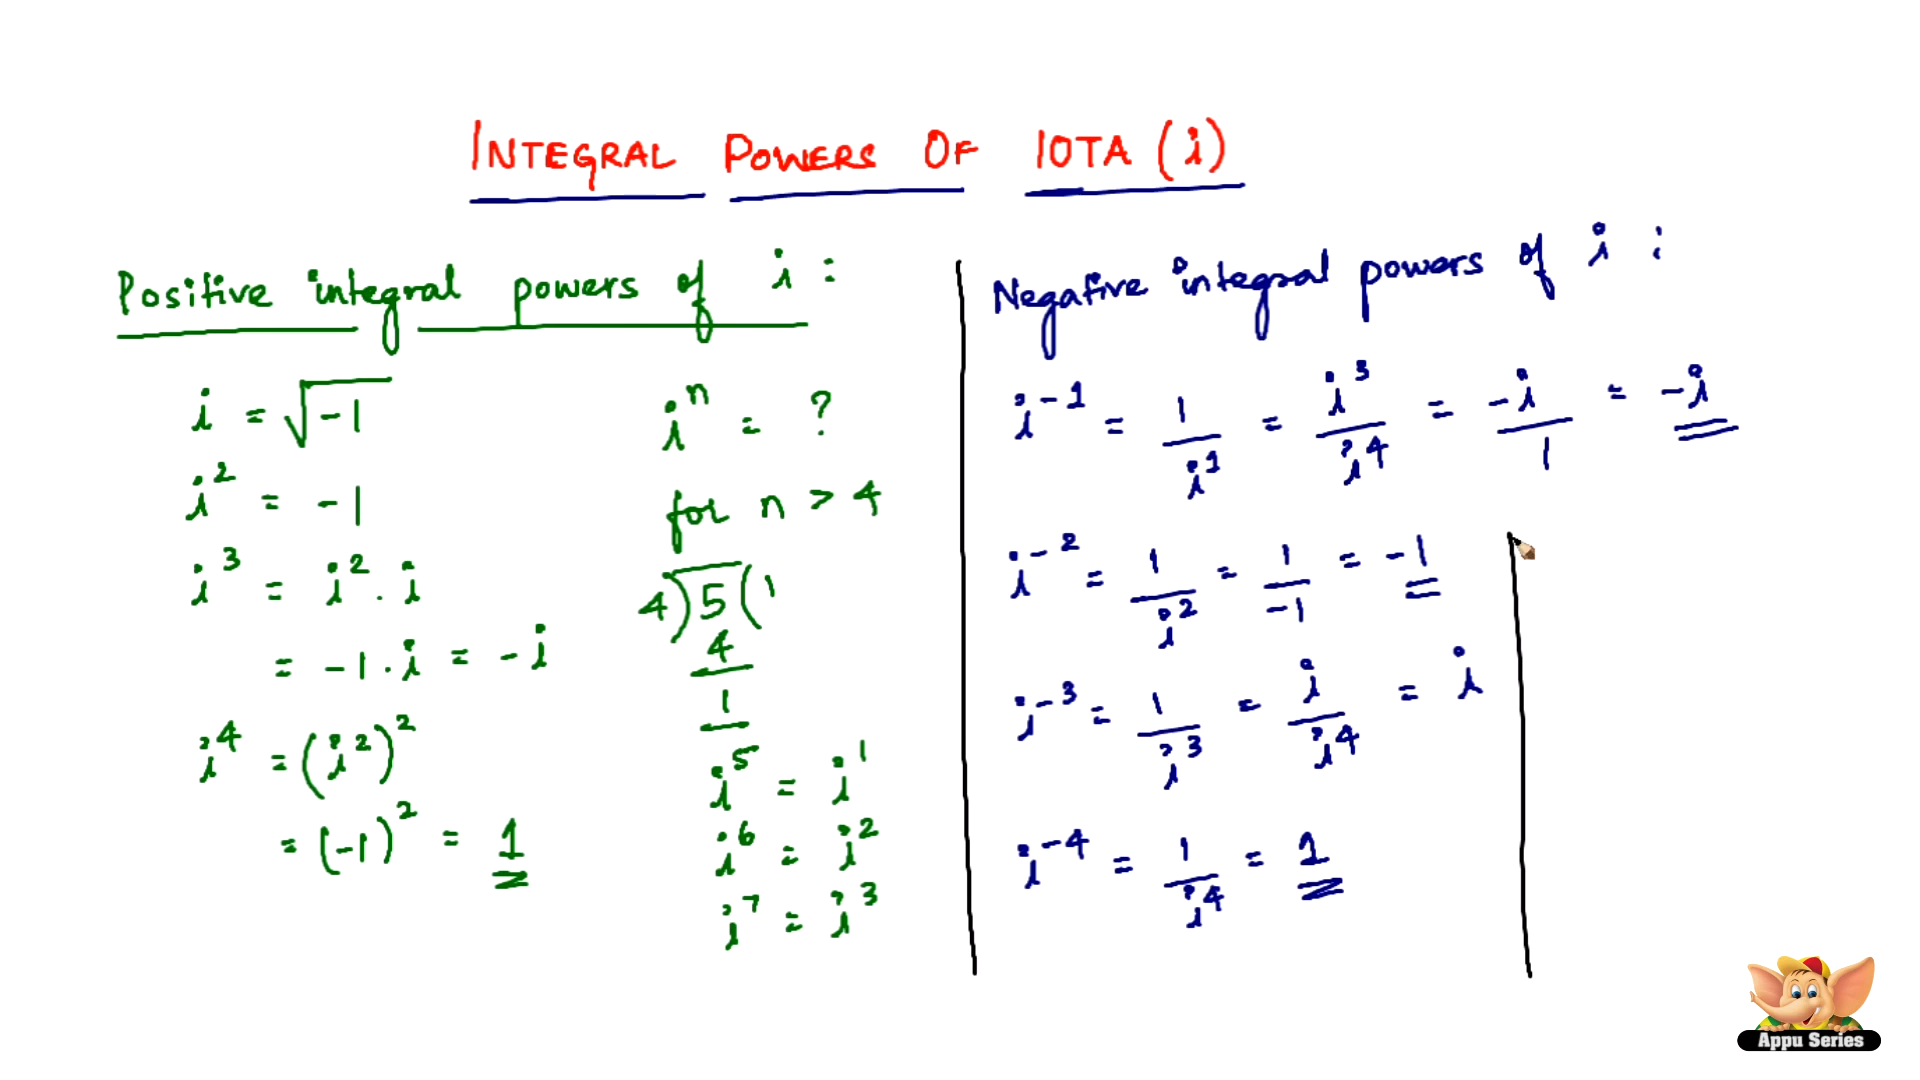 INTEGRAL POWERS OF IOTA (i)
Positive integral powers of i :
i = √-1
i² = -1
i³ = i² . i
= -1 . i = -i
i⁴ = (i²)²
= (-1)² = 1
iⁿ = ?
for n > 4
4) 5 (1
4
1
i⁵ = i¹
i⁶ = i²
i⁷ = i³
Negative integral powers of i :
i⁻¹ = 1/i¹ = i³/i⁴ = -i/1 = -i
i⁻² = 1/i² = 1/-1 = -1
i⁻³ = 1/i³ = i/i⁴ = i
i⁻⁴ = 1/i⁴ = 1
Appu Series